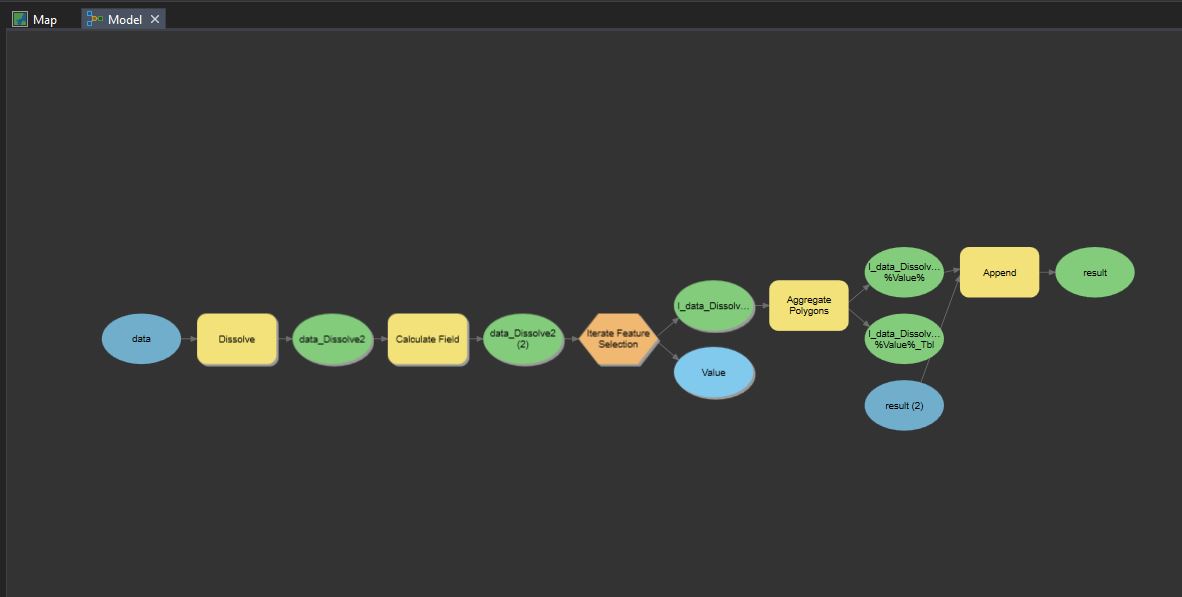 Map
Model
data
Dissolve
data_Dissolve2
Calculate Field
data_Dissolve2
(2)
Iterate Feature
Selection
I_data_Dissolv...
Value
Aggregate
Polygons
I_data_Dissolv...
%Value%
I_data_Dissolv...
%Value%_Tbl
result (2)
Append
result